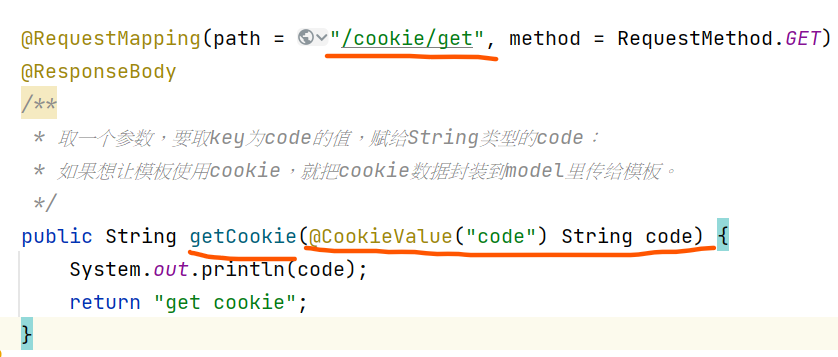 @RequestMapping(path = "/cookie/get", method = RequestMethod.GET)
@ResponseBody
/**
 * 取一个参数，要取key为code的值，赋给String类型的code：
 * 如果想让模板使用cookie，就把cookie数据封装到model里传给模板。
 */
public String getCookie(@CookieValue("code") String code) {
    System.out.println(code);
    return "get cookie";
}